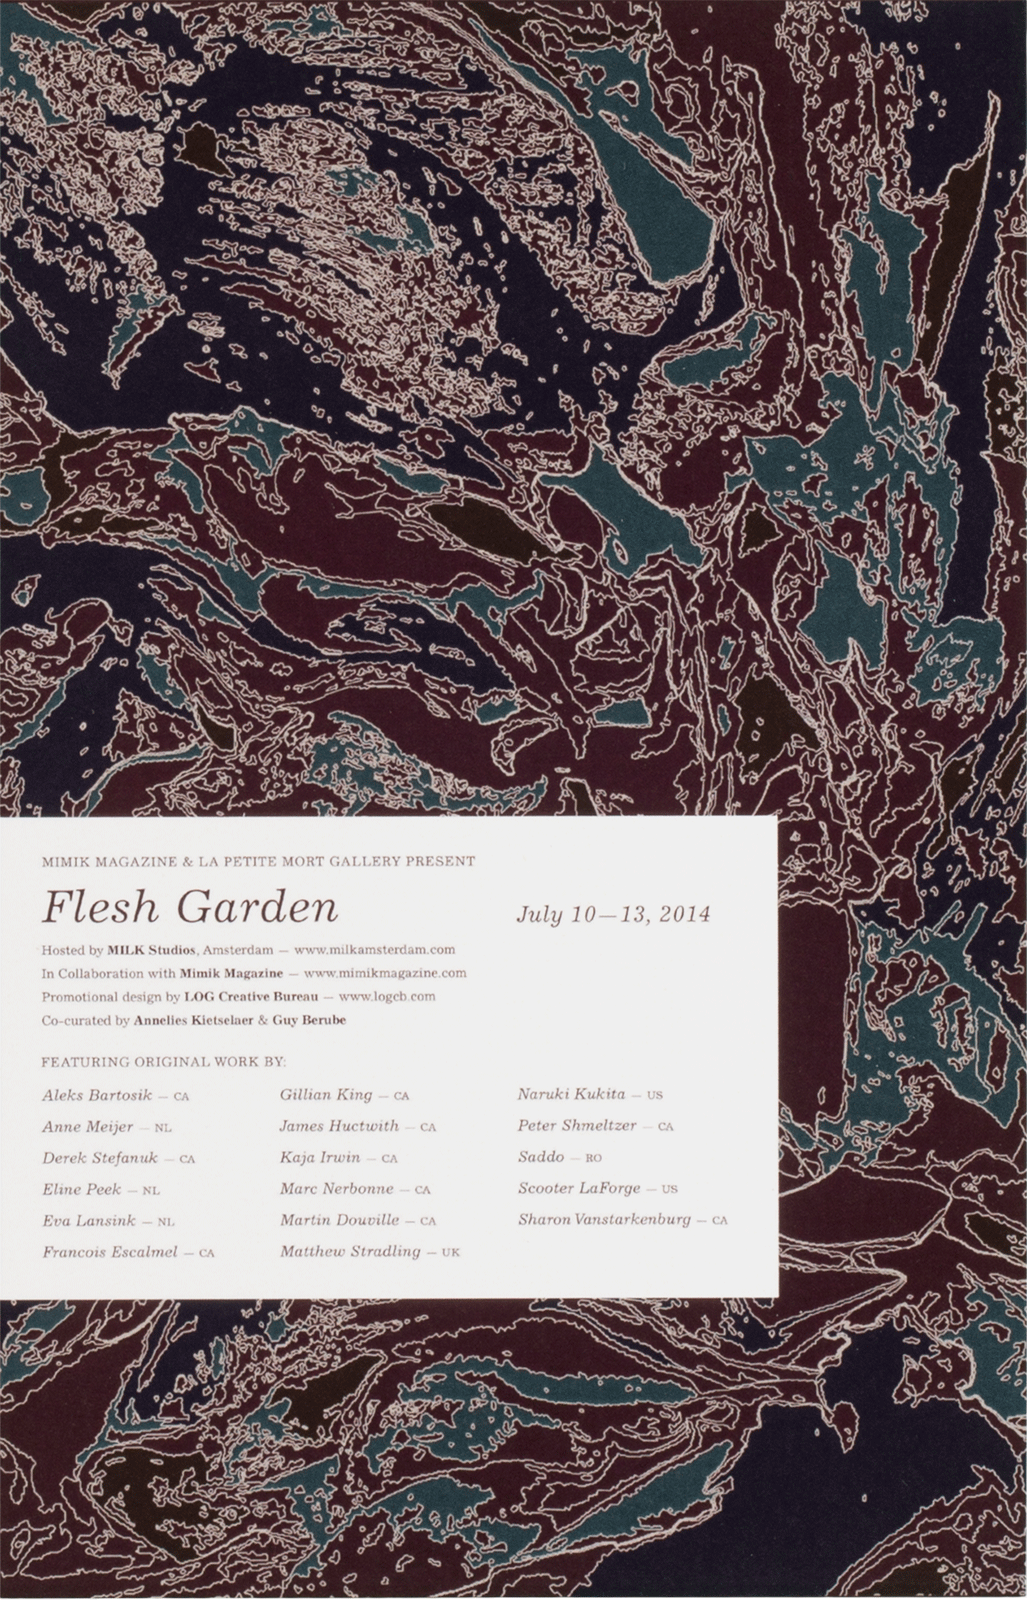 MIMIK MAGAZINE & LA PETITE MORT GALLERY PRESENT
Flesh Garden
July 10—13, 2014
Hosted by MILK Studios, Amsterdam — www.milkamsterdam.com
In Collaboration with Mimik Magazine — www.mimikmagazine.com
Promotional design by LOG Creative Bureau — www.logcb.com
Co-curated by Annelies Kietselaer & Guy Berube
FEATURING ORIGINAL WORK BY:
Aleks Bartosik — CA
Anne Meijer — NL
Derek Stefanuk — CA
Eline Peek — NL
Eva Lansink — NL
Francois Escalmel — CA
Gillian King — CA
James Huctwith — CA
Kaja Irwin — CA
Marc Nerbonne — CA
Martin Douville — CA
Matthew Stradling — UK
Naruki Kukita — US
Peter Shmeltzer — CA
Saddo — RO
Scooter LaForge — US
Sharon Vanstarkenburg — CA